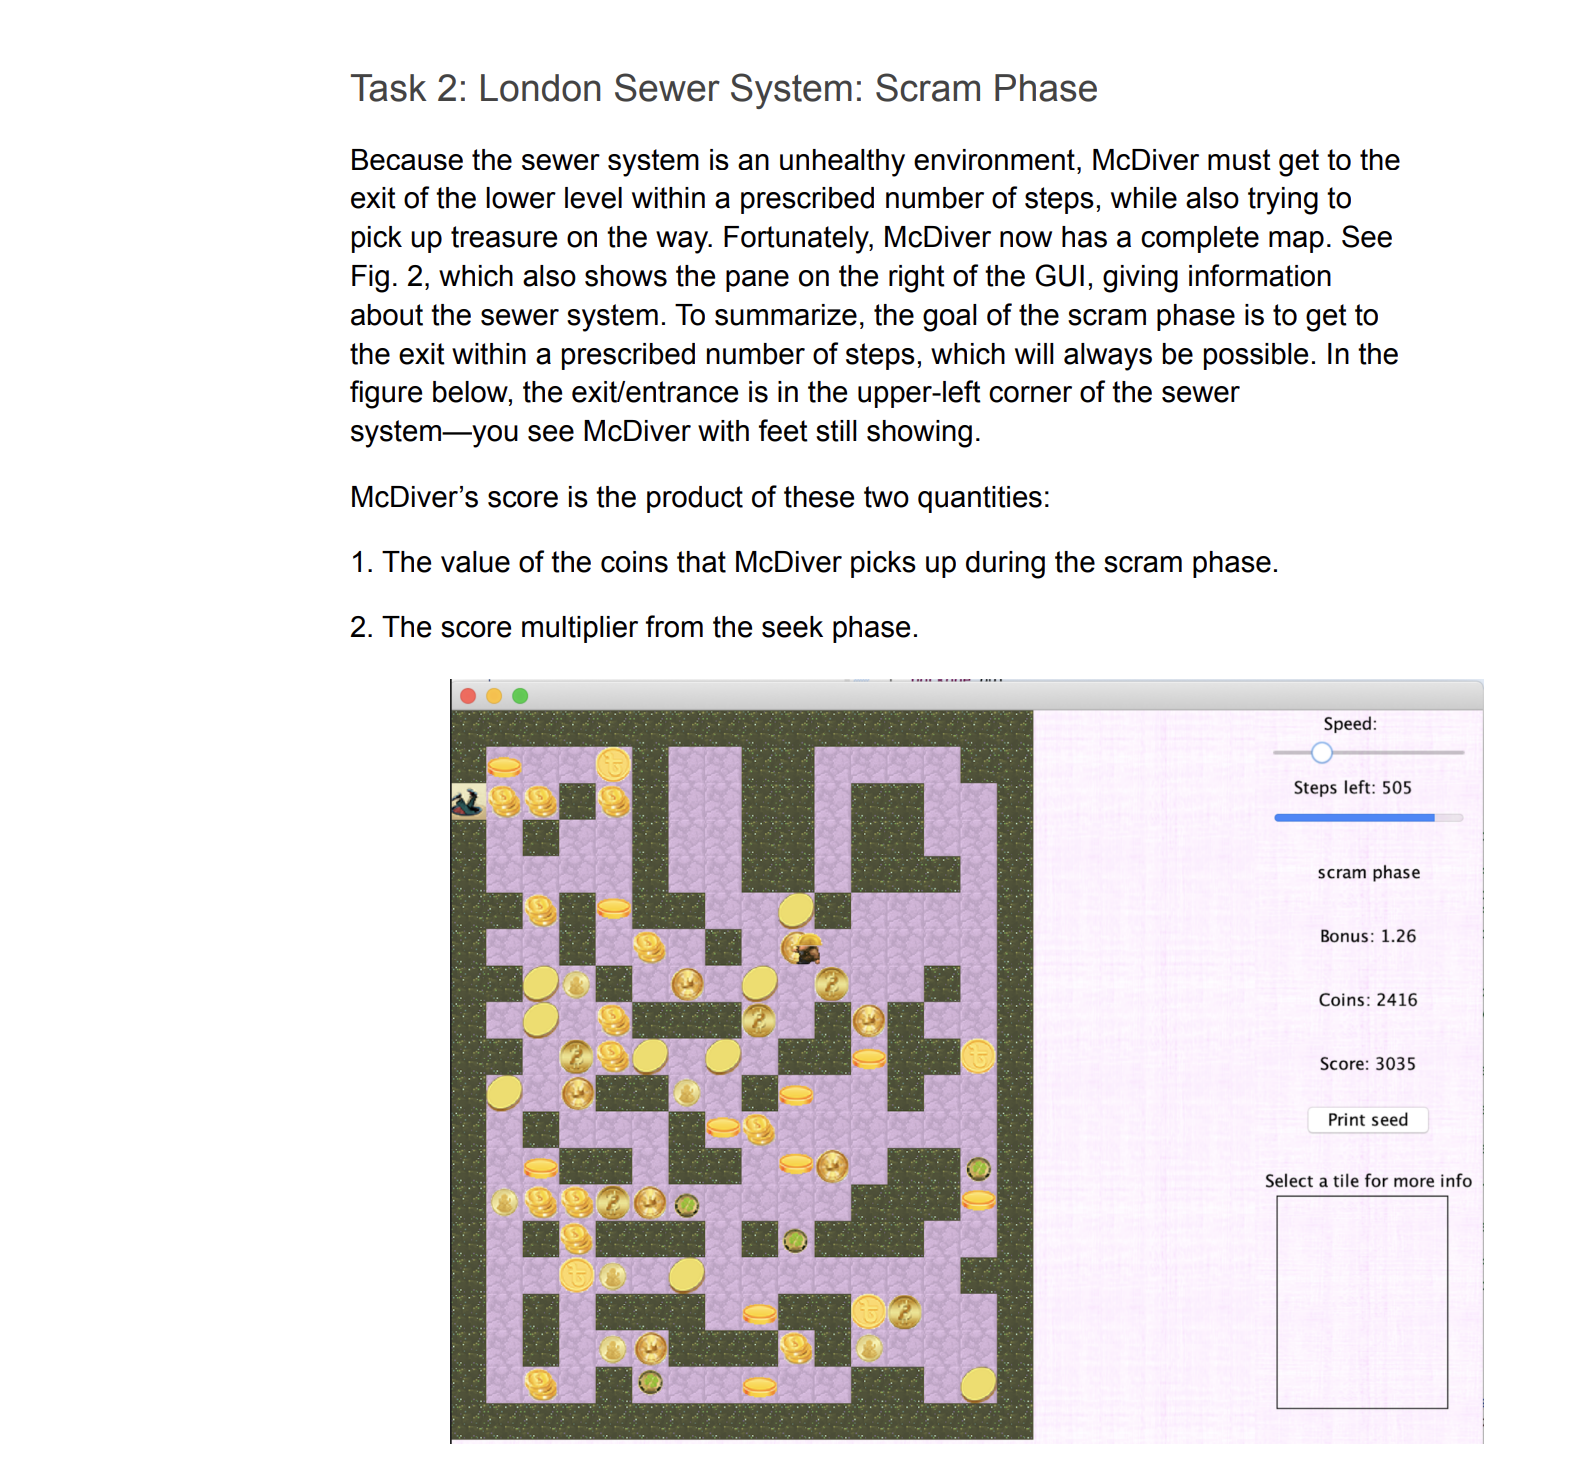 Task 2: London Sewer System: Scram Phase
Because the sewer system is an unhealthy environment, McDiver must get to the
exit of the lower level within a prescribed number of steps, while also trying to
pick up treasure on the way. Fortunately, McDiver now has a complete map. See
Fig. 2, which also shows the pane on the right of the GUI, giving information
about the sewer system. To summarize, the goal of the scram phase is to get to
the exit within a prescribed number of steps, which will always be possible. In the
figure below, the exit/entrance is in the upper-left corner of the sewer
system—you see McDiver with feet still showing.
McDiver’s score is the product of these two quantities:
1. The value of the coins that McDiver picks up during the scram phase.
2. The score multiplier from the seek phase.
Speed:
Steps left: 505
scram phase
Bonus: 1.26
Coins: 2416
Score: 3035
Print seed
Select a tile for more info